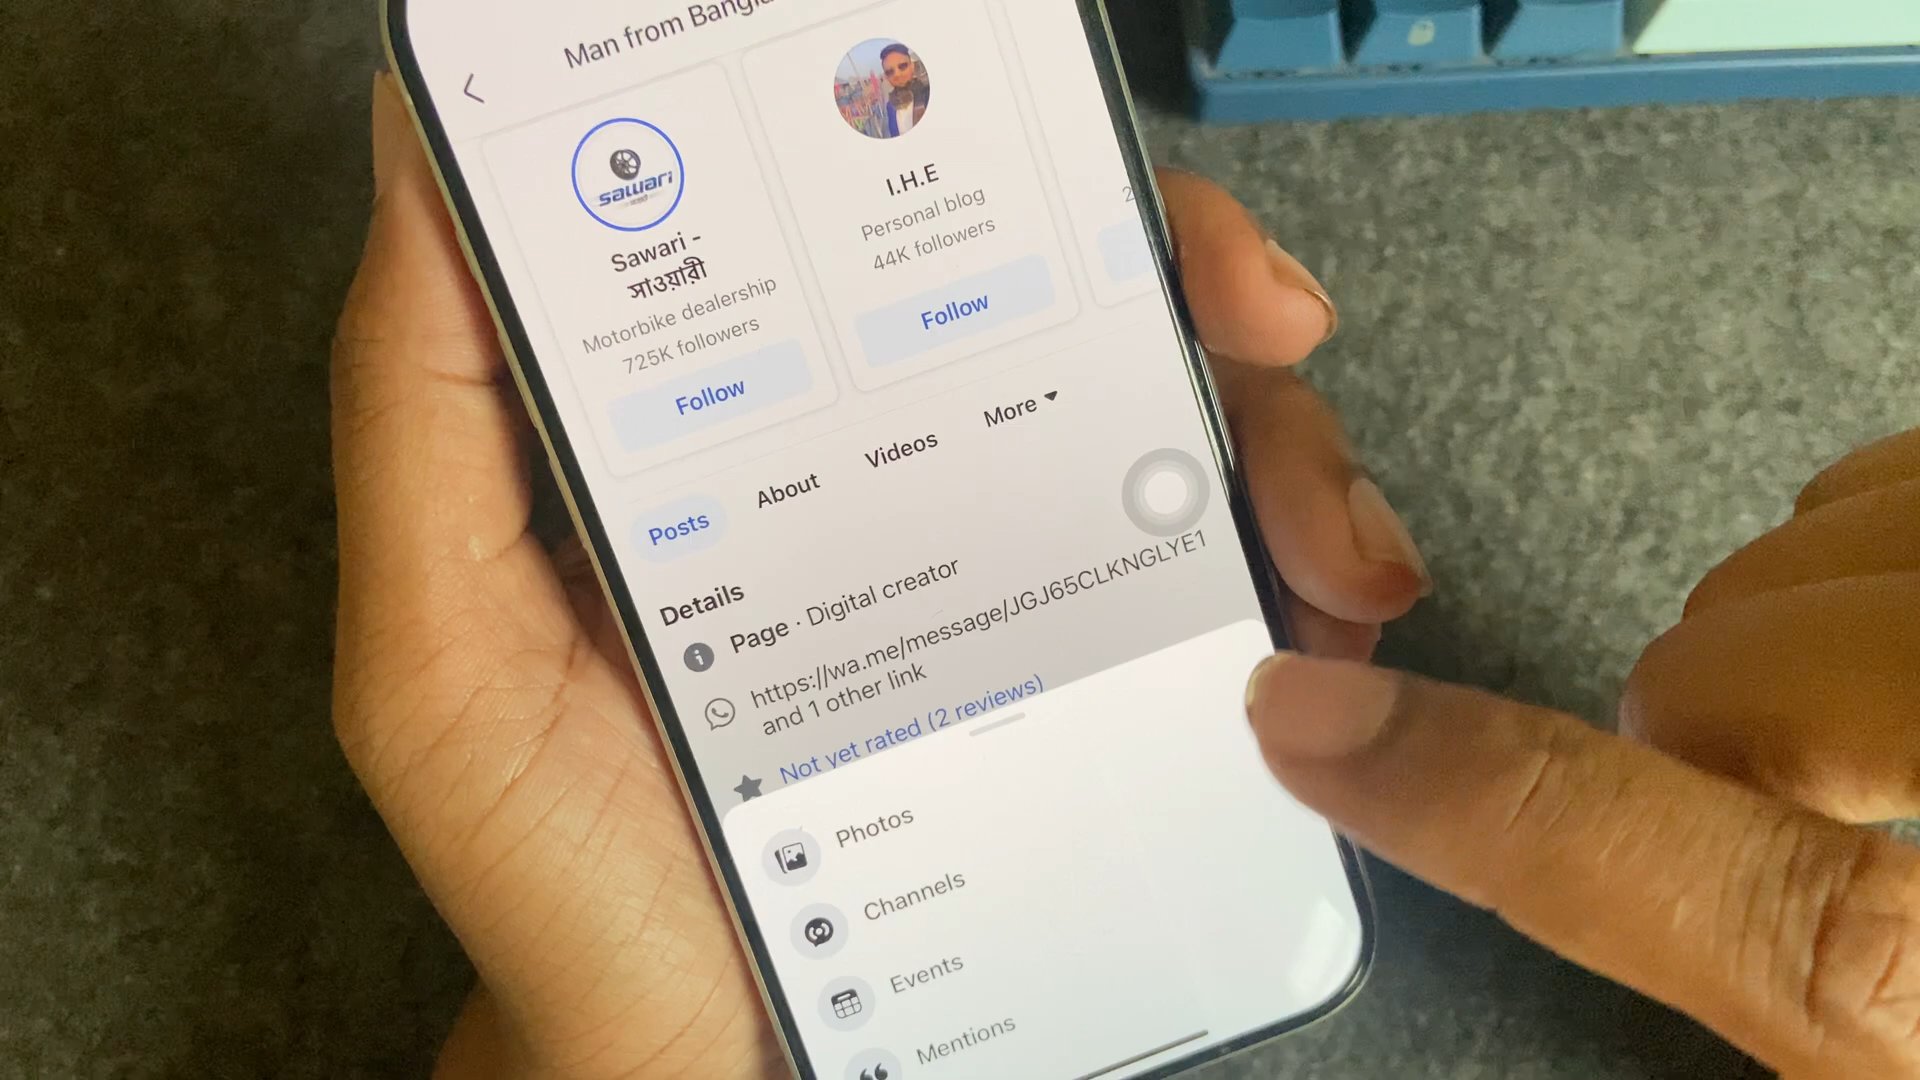 Man from Bangla
sawari
Sawari -
সাওয়ারী
Motorbike dealership
725K followers
Follow
I.H.E
Personal blog
44K followers
Follow
2
Posts
About
Videos
More
Details
Page · Digital creator
https://wa.me/message/JGJ65CLKNGLYE1
and 1 other link
Not yet rated (2 reviews)
Photos
Channels
Events
Mentions